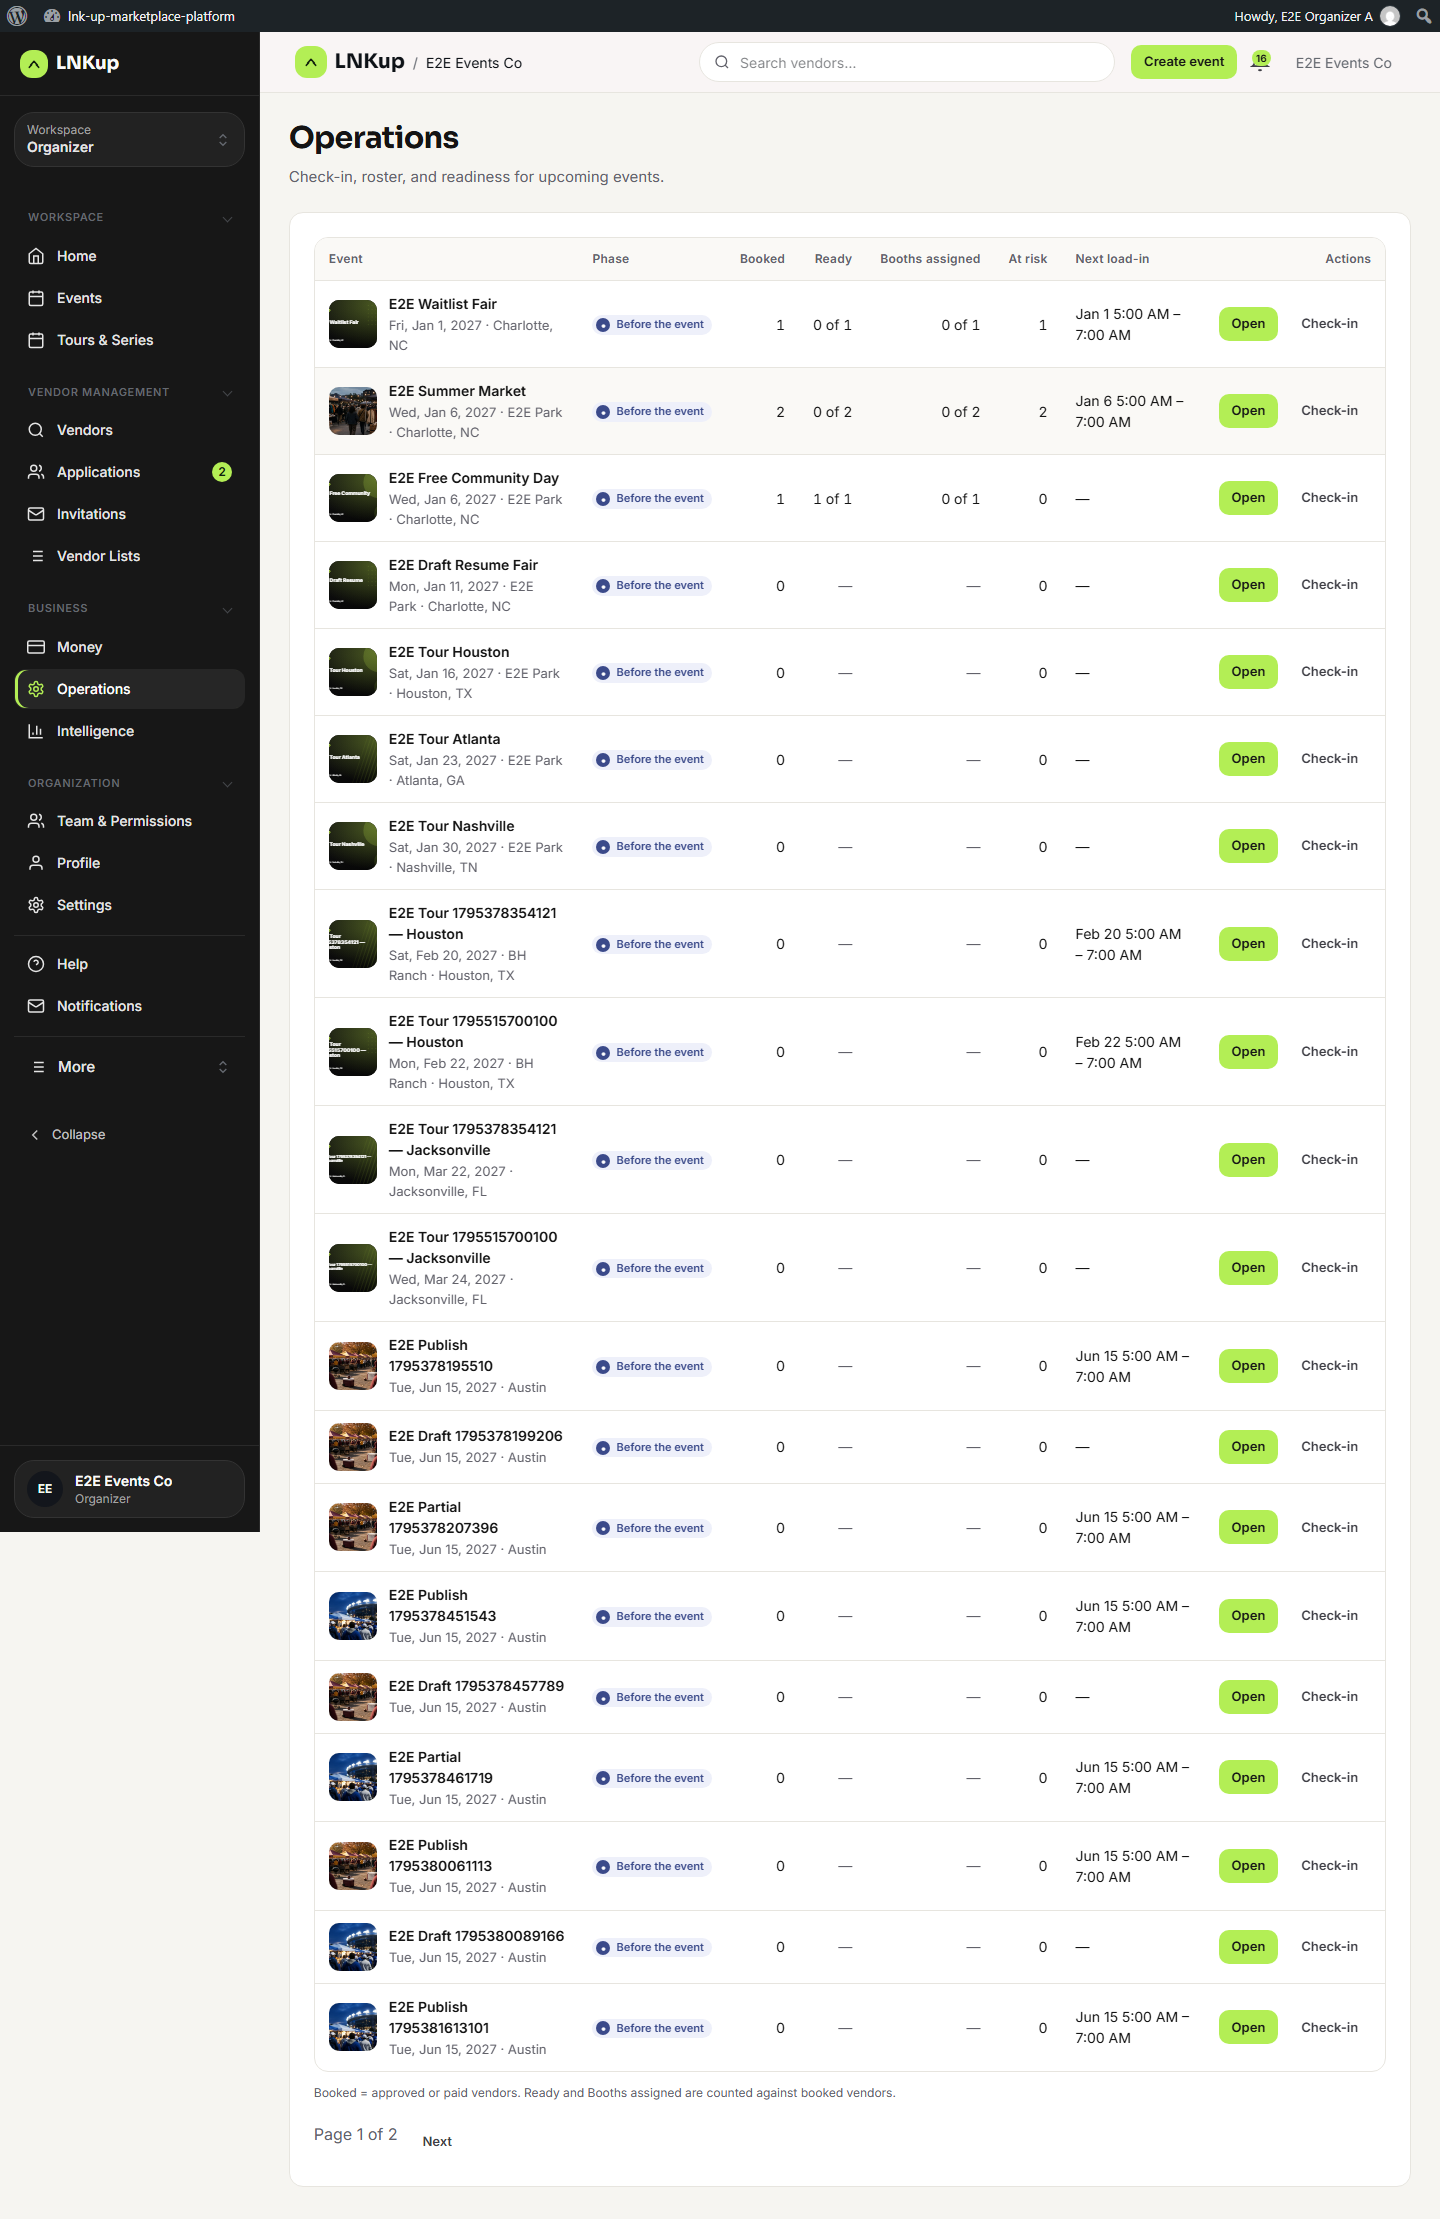 lnk-up-marketplace-platform
Howdy, E2E Organizer A
LNKup
Workspace
Organizer
WORKSPACE
Home
Events
Tours & Series
VENDOR MANAGEMENT
Vendors
Applications 2
Invitations
Vendor Lists
BUSINESS
Money
Operations
Intelligence
ORGANIZATION
Team & Permissions
Profile
Settings
Help
Notifications
More
Collapse
EE
E2E Events Co
Organizer
LNKup / E2E Events Co
Search vendors...
Create event
16
E2E Events Co
Operations
Check-in, roster, and readiness for upcoming events.
Event Phase Booked Ready Booths assigned At risk Next load-in Actions
E2E Waitlist Fair
Fri, Jan 1, 2027 · Charlotte,
NC
Before the event 1 0 of 1 0 of 1 1
Jan 1 5:00 AM –
7:00 AM
Open Check-in
E2E Summer Market
Wed, Jan 6, 2027 · E2E Park
· Charlotte, NC
Before the event 2 0 of 2 0 of 2 2
Jan 6 5:00 AM –
7:00 AM
Open Check-in
E2E Free Community Day
Wed, Jan 6, 2027 · E2E Park
· Charlotte, NC
Before the event 1 1 of 1 0 of 1 0 — Open Check-in
E2E Draft Resume Fair
Mon, Jan 11, 2027 · E2E
Park · Charlotte, NC
Before the event 0 — — 0 — Open Check-in
E2E Tour Houston
Sat, Jan 16, 2027 · E2E Park
· Houston, TX
Before the event 0 — — 0 — Open Check-in
E2E Tour Atlanta
Sat, Jan 23, 2027 · E2E Park
· Atlanta, GA
Before the event 0 — — 0 — Open Check-in
E2E Tour Nashville
Sat, Jan 30, 2027 · E2E Park
· Nashville, TN
Before the event 0 — — 0 — Open Check-in
E2E Tour 1795378354121
— Houston
Sat, Feb 20, 2027 · BH
Ranch · Houston, TX
Before the event 0 — — 0
Feb 20 5:00 AM
– 7:00 AM
Open Check-in
E2E Tour 1795515700100
— Houston
Mon, Feb 22, 2027 · BH
Ranch · Houston, TX
Before the event 0 — — 0
Feb 22 5:00 AM
– 7:00 AM
Open Check-in
E2E Tour 1795378354121
— Jacksonville
Mon, Mar 22, 2027 ·
Jacksonville, FL
Before the event 0 — — 0 — Open Check-in
E2E Tour 1795515700100
— Jacksonville
Wed, Mar 24, 2027 ·
Jacksonville, FL
Before the event 0 — — 0 — Open Check-in
E2E Publish
1795378195510
Tue, Jun 15, 2027 · Austin
Before the event 0 — — 0
Jun 15 5:00 AM –
7:00 AM
Open Check-in
E2E Draft 1795378199206
Tue, Jun 15, 2027 · Austin
Before the event 0 — — 0 — Open Check-in
E2E Partial
1795378207396
Tue, Jun 15, 2027 · Austin
Before the event 0 — — 0
Jun 15 5:00 AM –
7:00 AM
Open Check-in
E2E Publish
1795378451543
Tue, Jun 15, 2027 · Austin
Before the event 0 — — 0
Jun 15 5:00 AM –
7:00 AM
Open Check-in
E2E Draft 1795378457789
Tue, Jun 15, 2027 · Austin
Before the event 0 — — 0 — Open Check-in
E2E Partial
1795378461719
Tue, Jun 15, 2027 · Austin
Before the event 0 — — 0
Jun 15 5:00 AM –
7:00 AM
Open Check-in
E2E Publish
1795380061113
Tue, Jun 15, 2027 · Austin
Before the event 0 — — 0
Jun 15 5:00 AM –
7:00 AM
Open Check-in
E2E Draft 1795380089166
Tue, Jun 15, 2027 · Austin
Before the event 0 — — 0 — Open Check-in
E2E Publish
1795381613101
Tue, Jun 15, 2027 · Austin
Before the event 0 — — 0
Jun 15 5:00 AM –
7:00 AM
Open Check-in
Booked = approved or paid vendors. Ready and Booths assigned are counted against booked vendors.
Page 1 of 2 Next